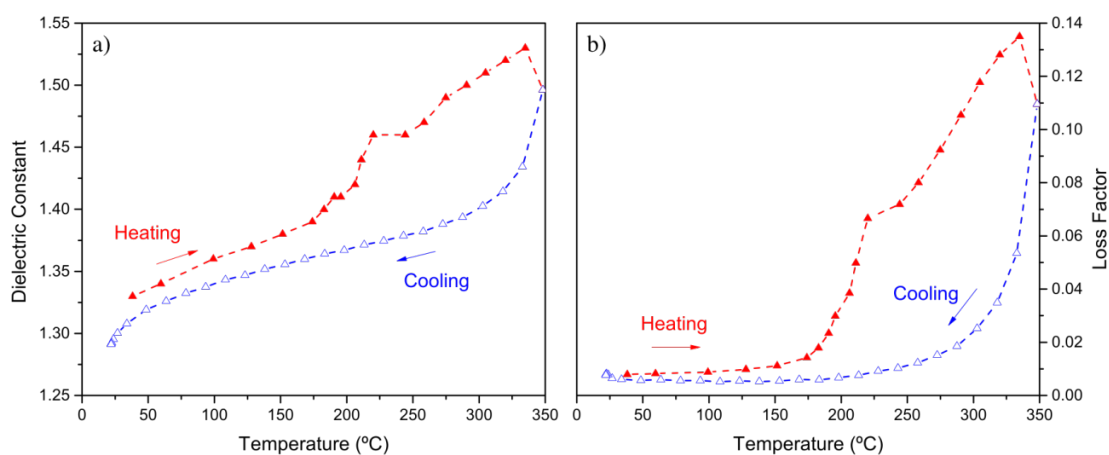 a)
Dielectric Constant
1.55
1.50
1.45
1.40
1.35
1.30
1.25
Heating
Cooling
0 50 100 150 200 250 300 350
Temperature (ºC)
b)
Loss Factor
0.14
0.12
0.10
0.08
0.06
0.04
0.02
0.00
Heating
Cooling
0 50 100 150 200 250 300 350
Temperature (ºC)